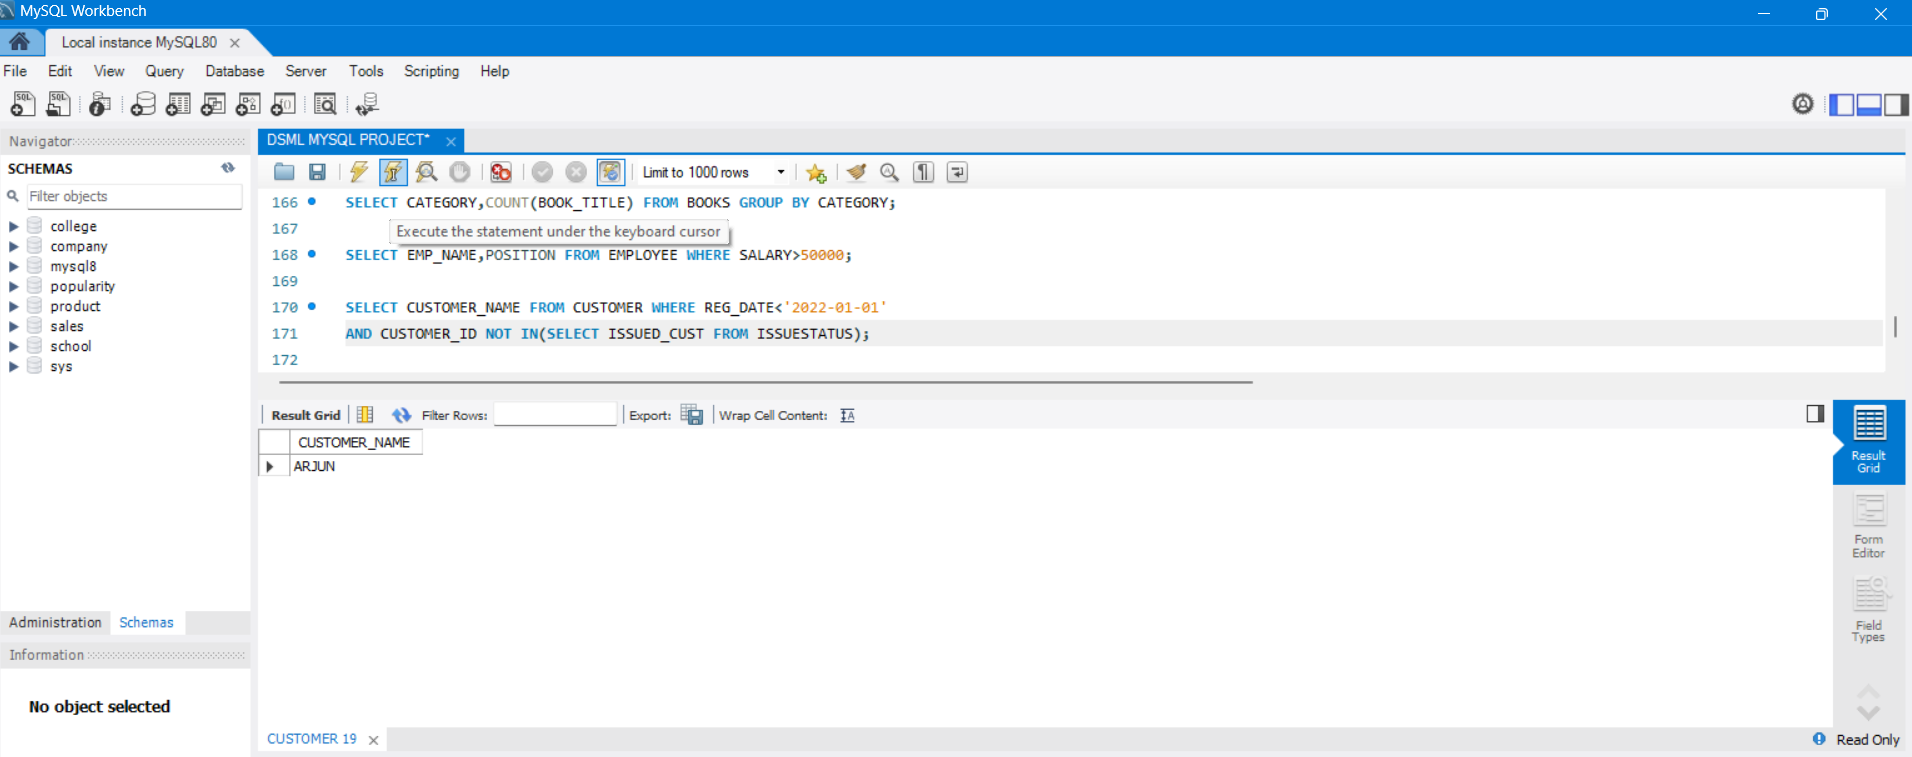 MySQL Workbench
Local instance MySQL80
File Edit View Query Database Server Tools Scripting Help
Navigator
SCHEMAS
Filter objects
college
company
mysql8
popularity
product
sales
school
sys
Administration Schemas
Information
No object selected
DSML MYSQL PROJECT*
Limit to 1000 rows
166 SELECT CATEGORY,COUNT(BOOK_TITLE) FROM BOOKS GROUP BY CATEGORY;
167
Execute the statement under the keyboard cursor
168 SELECT EMP_NAME,POSITION FROM EMPLOYEE WHERE SALARY>50000;
169
170 SELECT CUSTOMER_NAME FROM CUSTOMER WHERE REG_DATE<'2022-01-01'
171 AND CUSTOMER_ID NOT IN(SELECT ISSUED_CUST FROM ISSUESTATUS);
172
Result Grid Filter Rows: Export: Wrap Cell Content:
CUSTOMER_NAME
ARJUN
Result
Grid
Form
Editor
Field
Types
CUSTOMER 19
Read Only